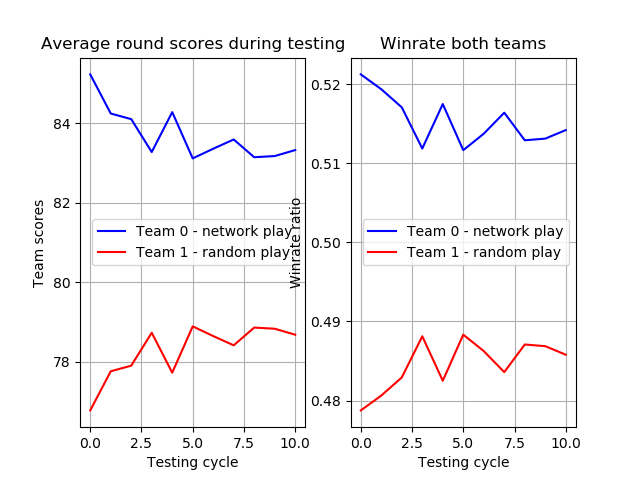 Average round scores during testing
Team scores
84
82
80
78
Team 0 - network play
Team 1 - random play
0.0 2.5 5.0 7.5 10.0
Testing cycle
Winrate both teams
Winrate ratio
0.52
0.51
0.50
0.49
0.48
Team 0 - network play
Team 1 - random play
0.0 2.5 5.0 7.5 10.0
Testing cycle